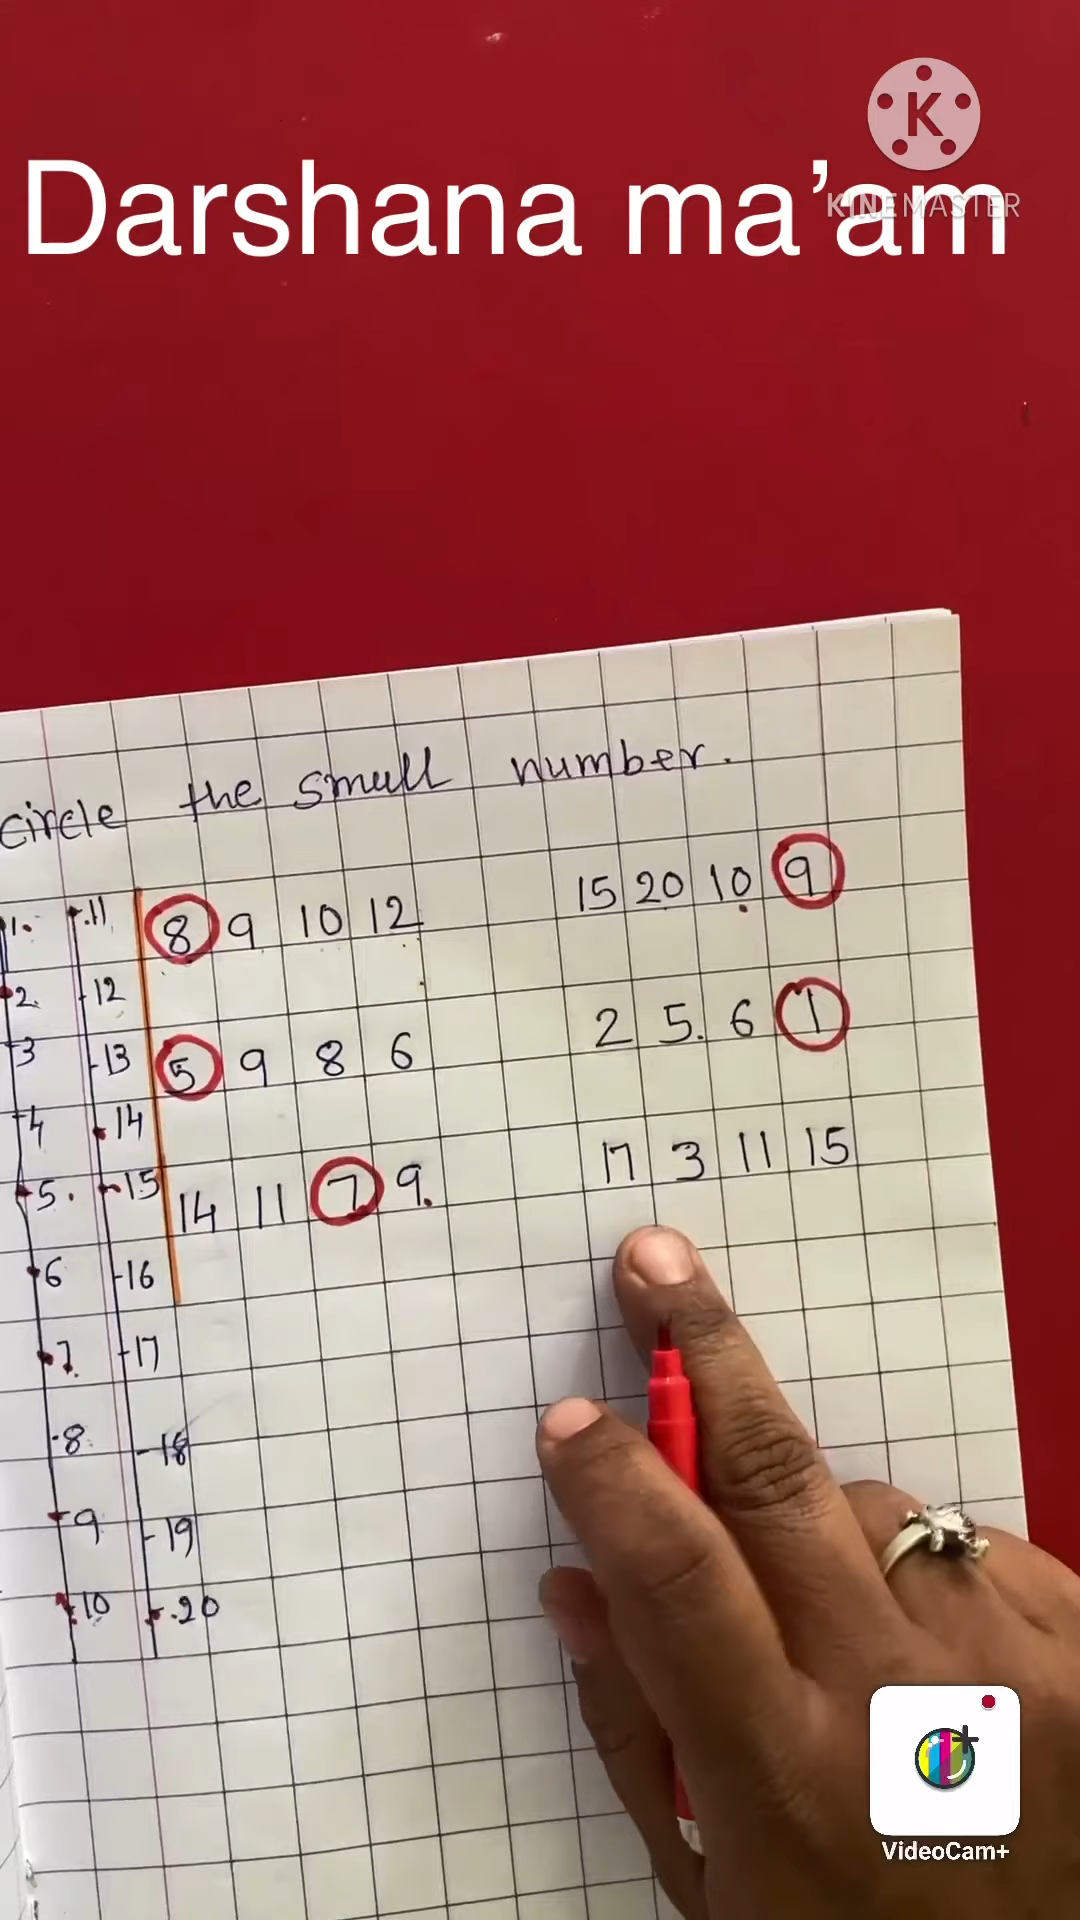 K
KINEMASTER
Darshana ma’am
circle the small number.
1. .11 8 9 10 12 15 20 10 9
2. 12
3 13 5 9 8 6 2 5. 6 1
4 14
5. 15 14 11 7 9. 17 3 11 15
6 16
7. 17
8. 18
9 19
10 .20
VideoCam+